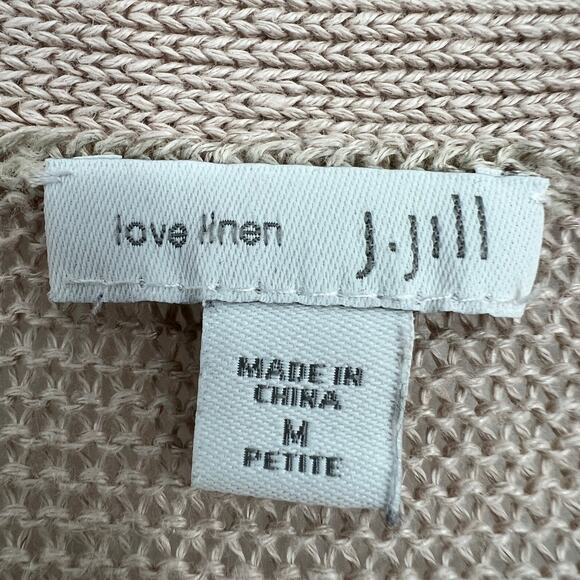 love linen J.Jill
MADE IN
CHINA
M
PETITE